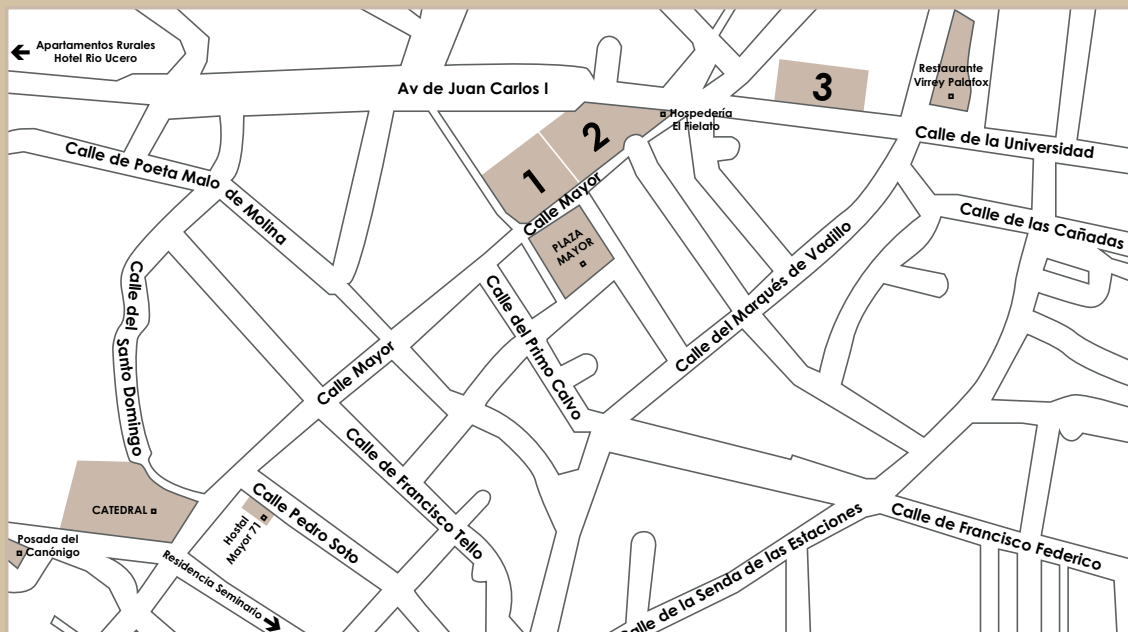 Apartamentos Rurales
Hotel Rio Ucero
Av de Juan Carlos I
3
Restaurante
Virrey Palafox
Hospedería
El Fielato
2
1
Calle Mayor
Calle de la Universidad
Calle de Poeta Malo de Molina
Calle de las Cañadas
PLAZA
MAYOR
Calle del Marqués de Vadillo
Calle del Santo Domingo
Calle del Primo Calvo
Calle Mayor
Calle de Francisco Tello
CATEDRAL
Calle Pedro Soto
Hostal
Mayor 71
Posada del
Canónigo
Residencia Seminario
Calle de la Senda de las Estaciones
Calle de Francisco Federico